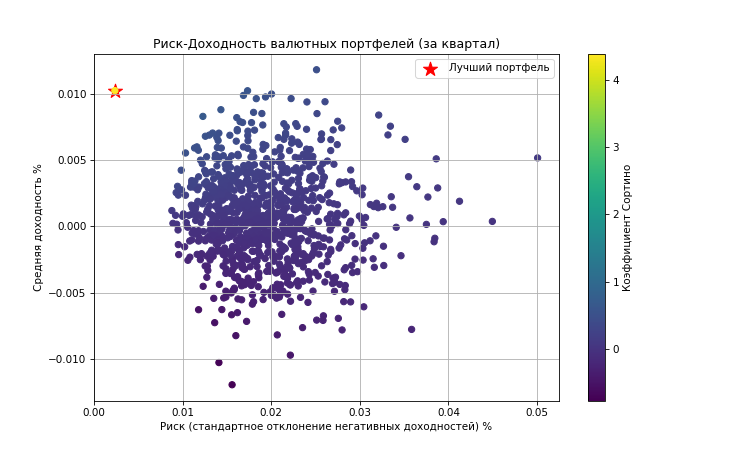 Риск-Доходность валютных портфелей (за квартал)
Лучший портфель
0.010
0.005
0.000
−0.005
−0.010
Средняя доходность %
0.00 0.01 0.02 0.03 0.04 0.05
Риск (стандартное отклонение негативных доходностей) %
4
3
2
1
0
Коэффициент Сортино